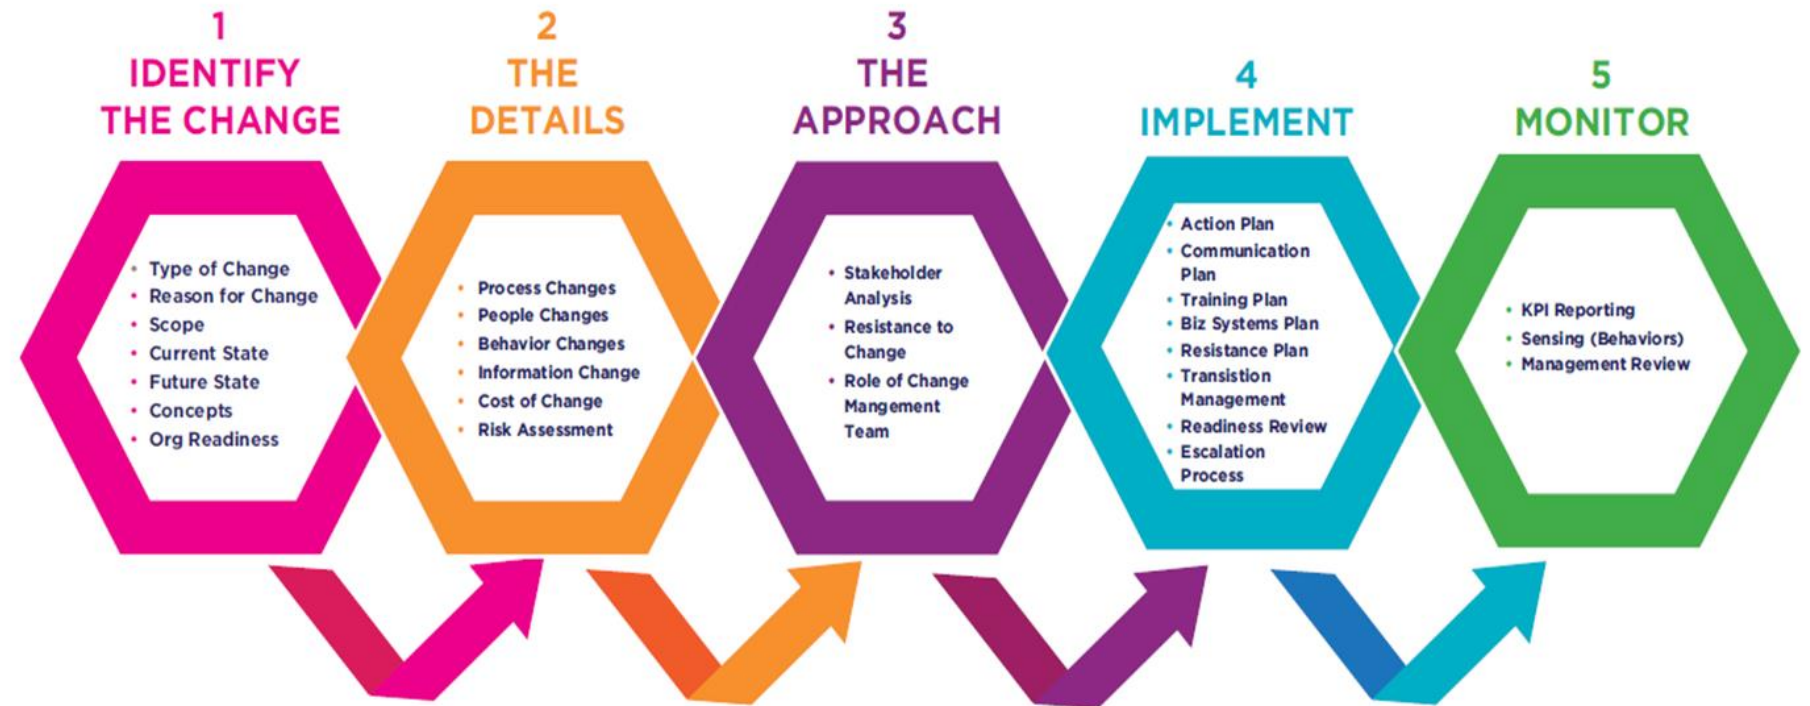 1
IDENTIFY
THE CHANGE
• Type of Change
• Reason for Change
• Scope
• Current State
• Future State
• Concepts
• Org Readiness
2
THE
DETAILS
• Process Changes
• People Changes
• Behavior Changes
• Information Change
• Cost of Change
• Risk Assessment
3
THE
APPROACH
• Stakeholder
Analysis
• Resistance to
Change
• Role of Change
Mangement
Team
4
IMPLEMENT
• Action Plan
• Communication
Plan
• Training Plan
• Biz Systems Plan
• Resistance Plan
• Transistion
Management
• Readiness Review
• Escalation
Process
5
MONITOR
• KPI Reporting
• Sensing (Behaviors)
• Management Review